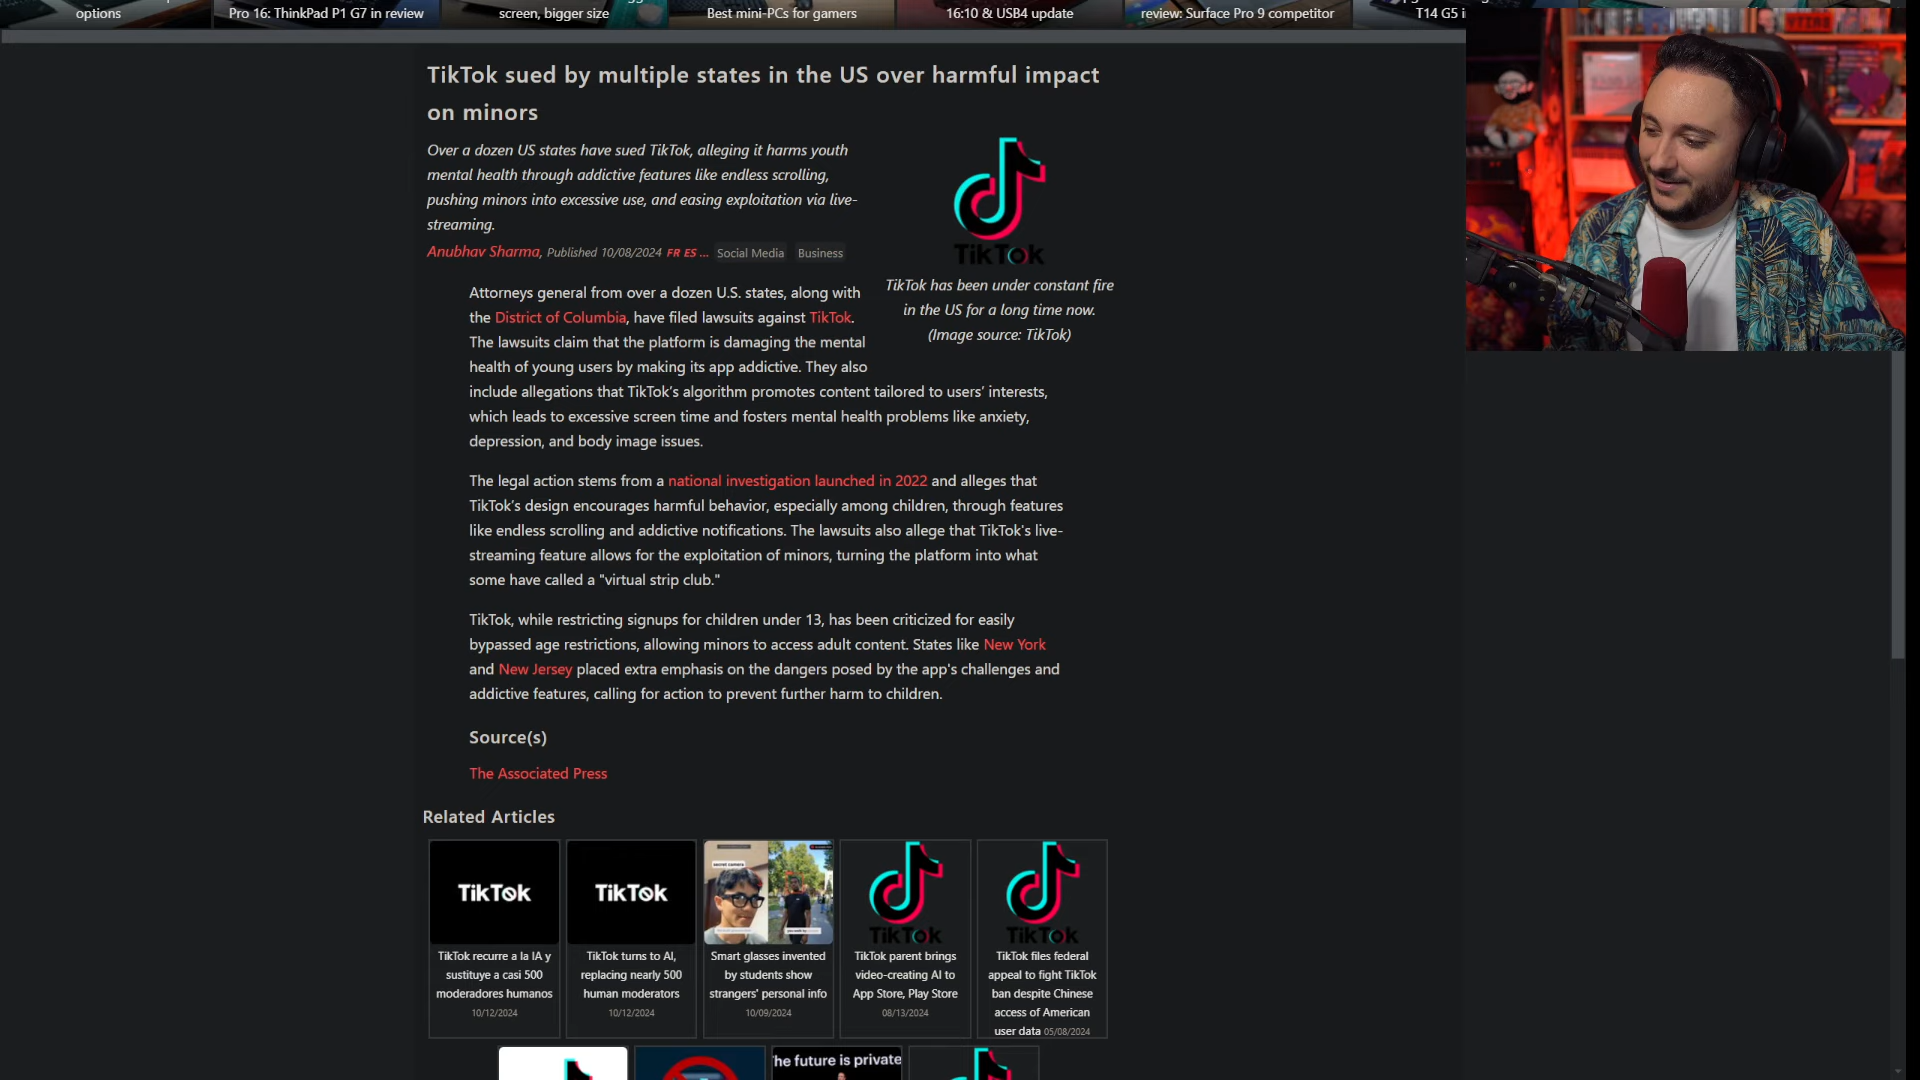 options
Pro 16: ThinkPad P1 G7 in review
screen, bigger size
Best mini-PCs for gamers
16:10 & USB4 update
review: Surface Pro 9 competitor
TikTok sued by multiple states in the US over harmful impact
on minors
Over a dozen US states have sued TikTok, alleging it harms youth
mental health through addictive features like endless scrolling,
pushing minors into excessive use, and easing exploitation via live-
streaming.
Anubhav Sharma, Published 10/08/2024 FR ES ... Social Media Business
TikTok
TikTok has been under constant fire
in the US for a long time now.
(Image source: TikTok)
Attorneys general from over a dozen U.S. states, along with
the District of Columbia, have filed lawsuits against TikTok.
The lawsuits claim that the platform is damaging the mental
health of young users by making its app addictive. They also
include allegations that TikTok's algorithm promotes content tailored to users' interests,
which leads to excessive screen time and fosters mental health problems like anxiety,
depression, and body image issues.
The legal action stems from a national investigation launched in 2022 and alleges that
TikTok's design encourages harmful behavior, especially among children, through features
like endless scrolling and addictive notifications. The lawsuits also allege that TikTok's live-
streaming feature allows for the exploitation of minors, turning the platform into what
some have called a "virtual strip club."
TikTok, while restricting signups for children under 13, has been criticized for easily
bypassed age restrictions, allowing minors to access adult content. States like New York
and New Jersey placed extra emphasis on the dangers posed by the app's challenges and
addictive features, calling for action to prevent further harm to children.
Source(s)
The Associated Press
Related Articles
TikTok
TikTok recurre a la IA y
sustituye a casi 500
moderadores humanos
10/12/2024
TikTok
TikTok turns to AI,
replacing nearly 500
human moderators
10/12/2024
Smart glasses invented
by students show
strangers' personal info
10/09/2024
TikTok
TikTok parent brings
video-creating AI to
App Store, Play Store
08/13/2024
TikTok
TikTok files federal
appeal to fight TikTok
ban despite Chinese
access of American
user data 05/08/2024
he future is private